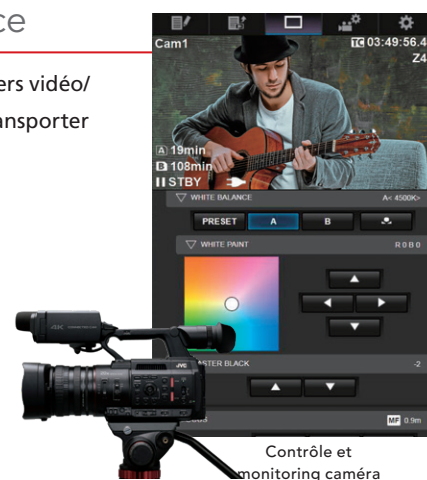 ce
ers vidéo/
ansporter
Cam1
TC 03:49:56.4
Z4
A 19min
B 108min
STBY
WHITE BALANCE
A< 4500K>
PRESET
A
B
WHITE PAINT
R 0 B 0
ASTER BLACK
-2
4K
JVC
MF 0.9m
Contrôle et
monitoring caméra